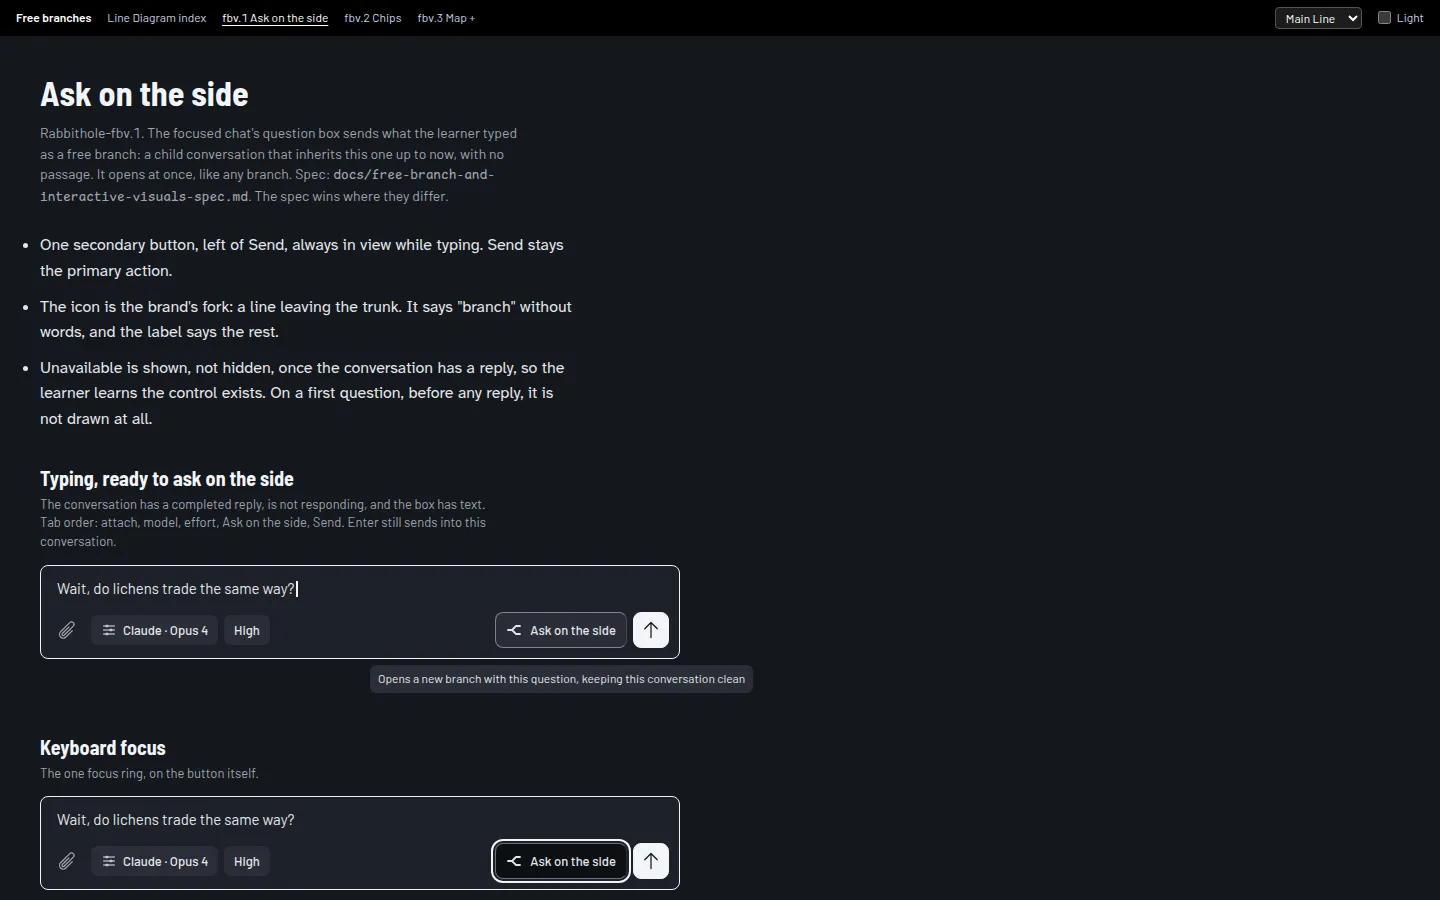 Free branches Line Diagram index fbv.1 Ask on the side fbv.2 Chips fbv.3 Map + Main Line Light
Ask on the side
Rabbithole-fbv.1. The focused chat's question box sends what the learner typed
as a free branch: a child conversation that inherits this one up to now, with no
passage. It opens at once, like any branch. Spec: docs/free-branch-and-
interactive-visuals-spec.md. The spec wins where they differ.
• One secondary button, left of Send, always in view while typing. Send stays
the primary action.
• The icon is the brand's fork: a line leaving the trunk. It says "branch" without
words, and the label says the rest.
• Unavailable is shown, not hidden, once the conversation has a reply, so the
learner learns the control exists. On a first question, before any reply, it is
not drawn at all.
Typing, ready to ask on the side
The conversation has a completed reply, is not responding, and the box has text.
Tab order: attach, model, effort, Ask on the side, Send. Enter still sends into this
conversation.
Wait, do lichens trade the same way?
Claude · Opus 4 High Ask on the side
Opens a new branch with this question, keeping this conversation clean
Keyboard focus
The one focus ring, on the button itself.
Wait, do lichens trade the same way?
Claude · Opus 4 High Ask on the side